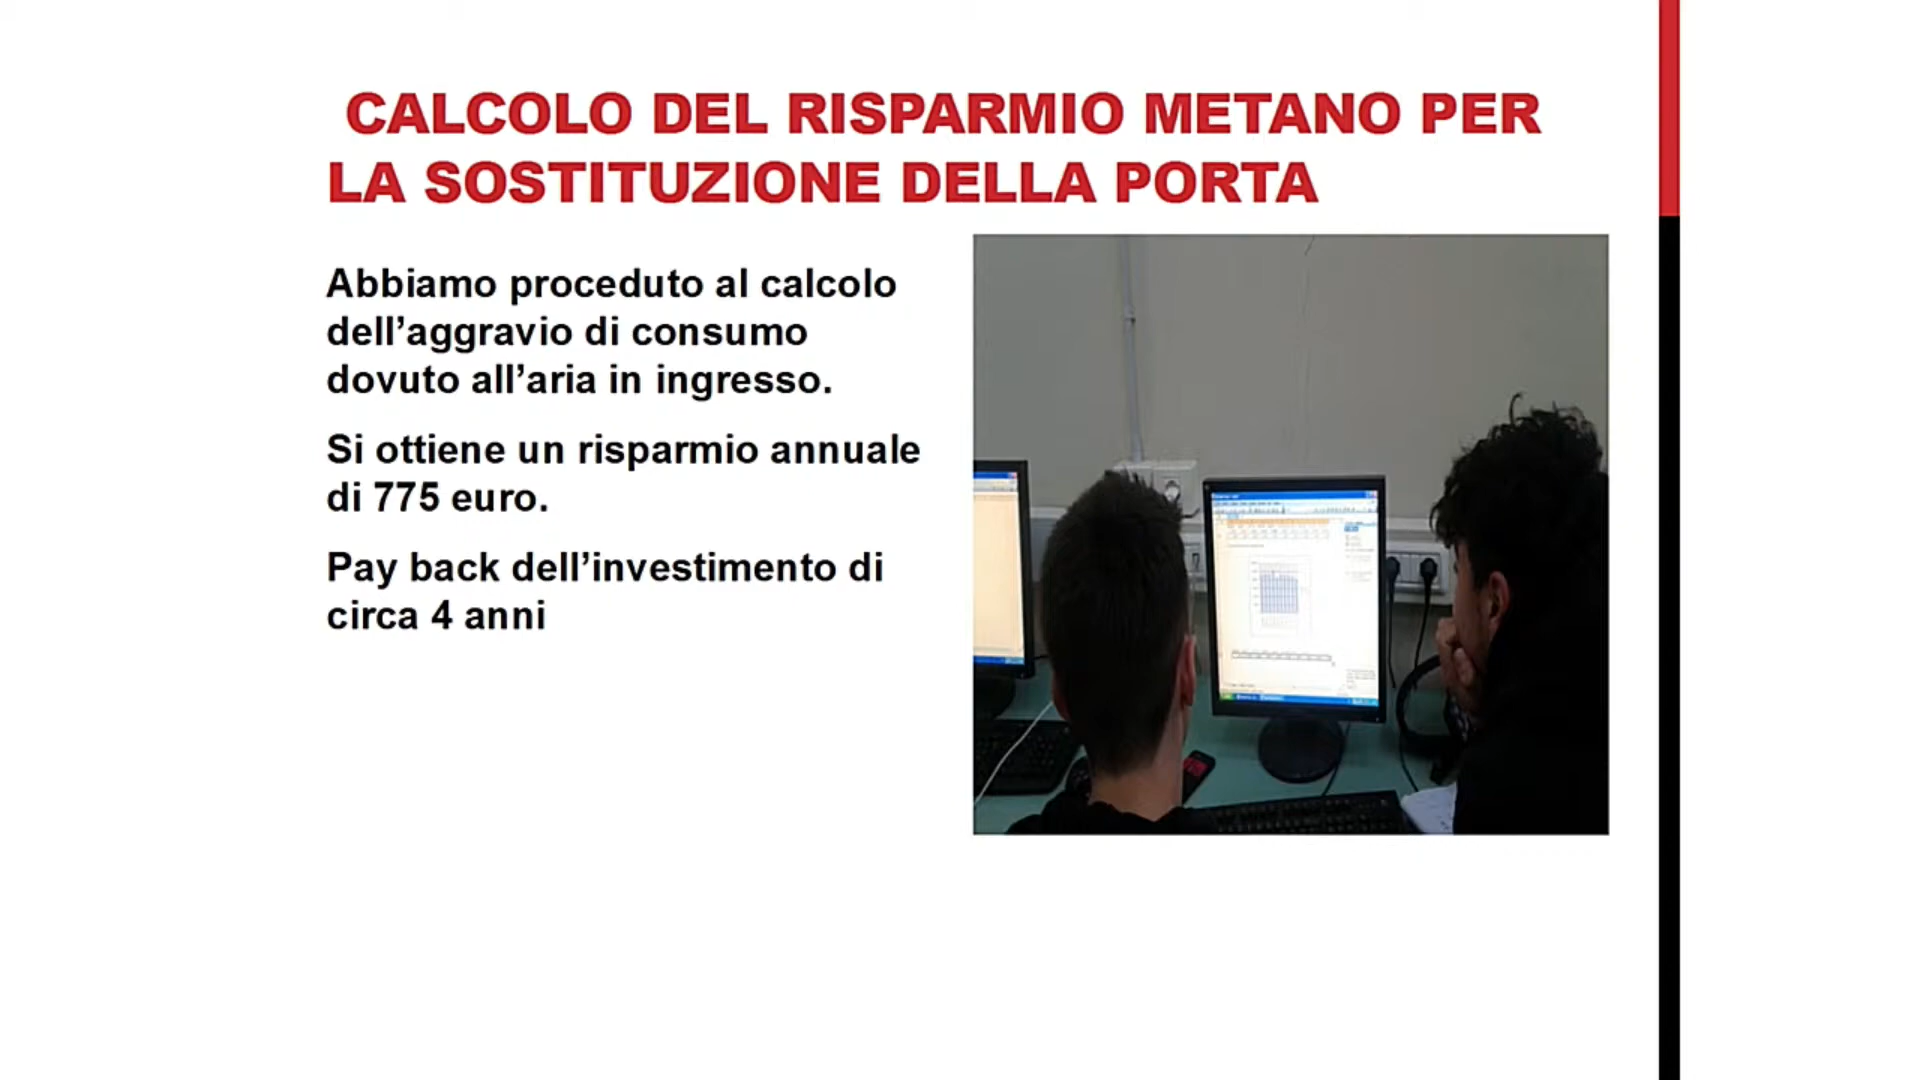 CALCOLO DEL RISPARMIO METANO PER
LA SOSTITUZIONE DELLA PORTA
Abbiamo proceduto al calcolo
dell’aggravio di consumo
dovuto all’aria in ingresso.
Si ottiene un risparmio annuale
di 775 euro.
Pay back dell’investimento di
circa 4 anni